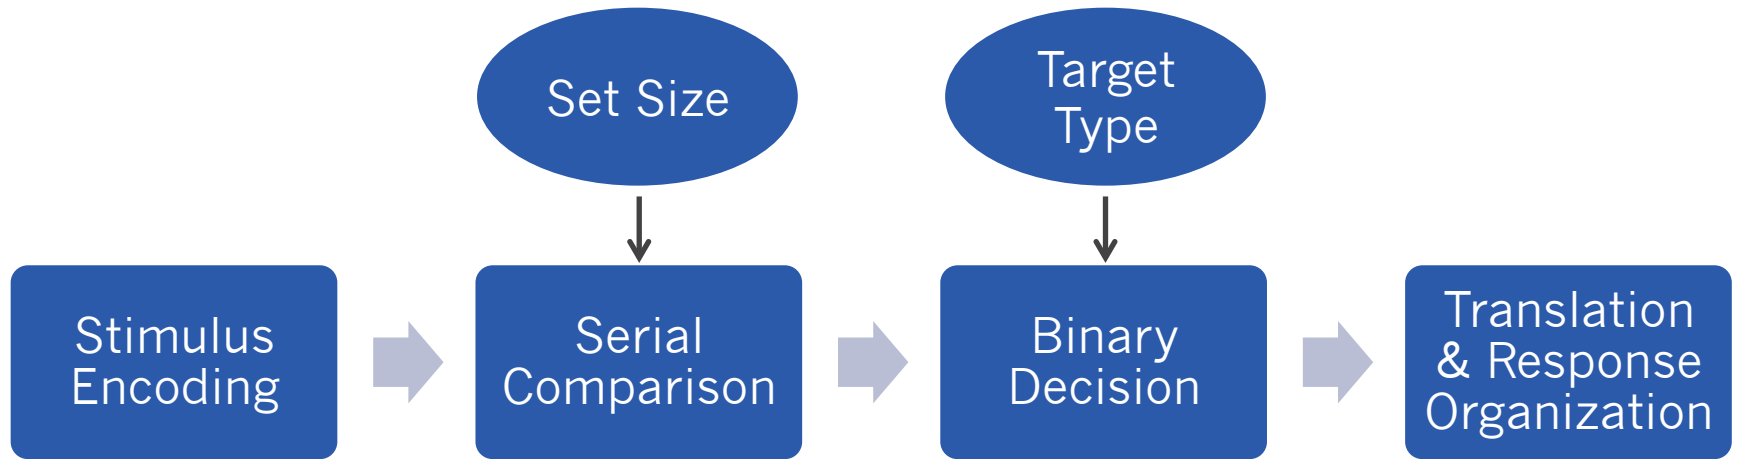 Set Size
Target
Type
Stimulus
Encoding
Serial
Comparison
Binary
Decision
Translation
& Response
Organization